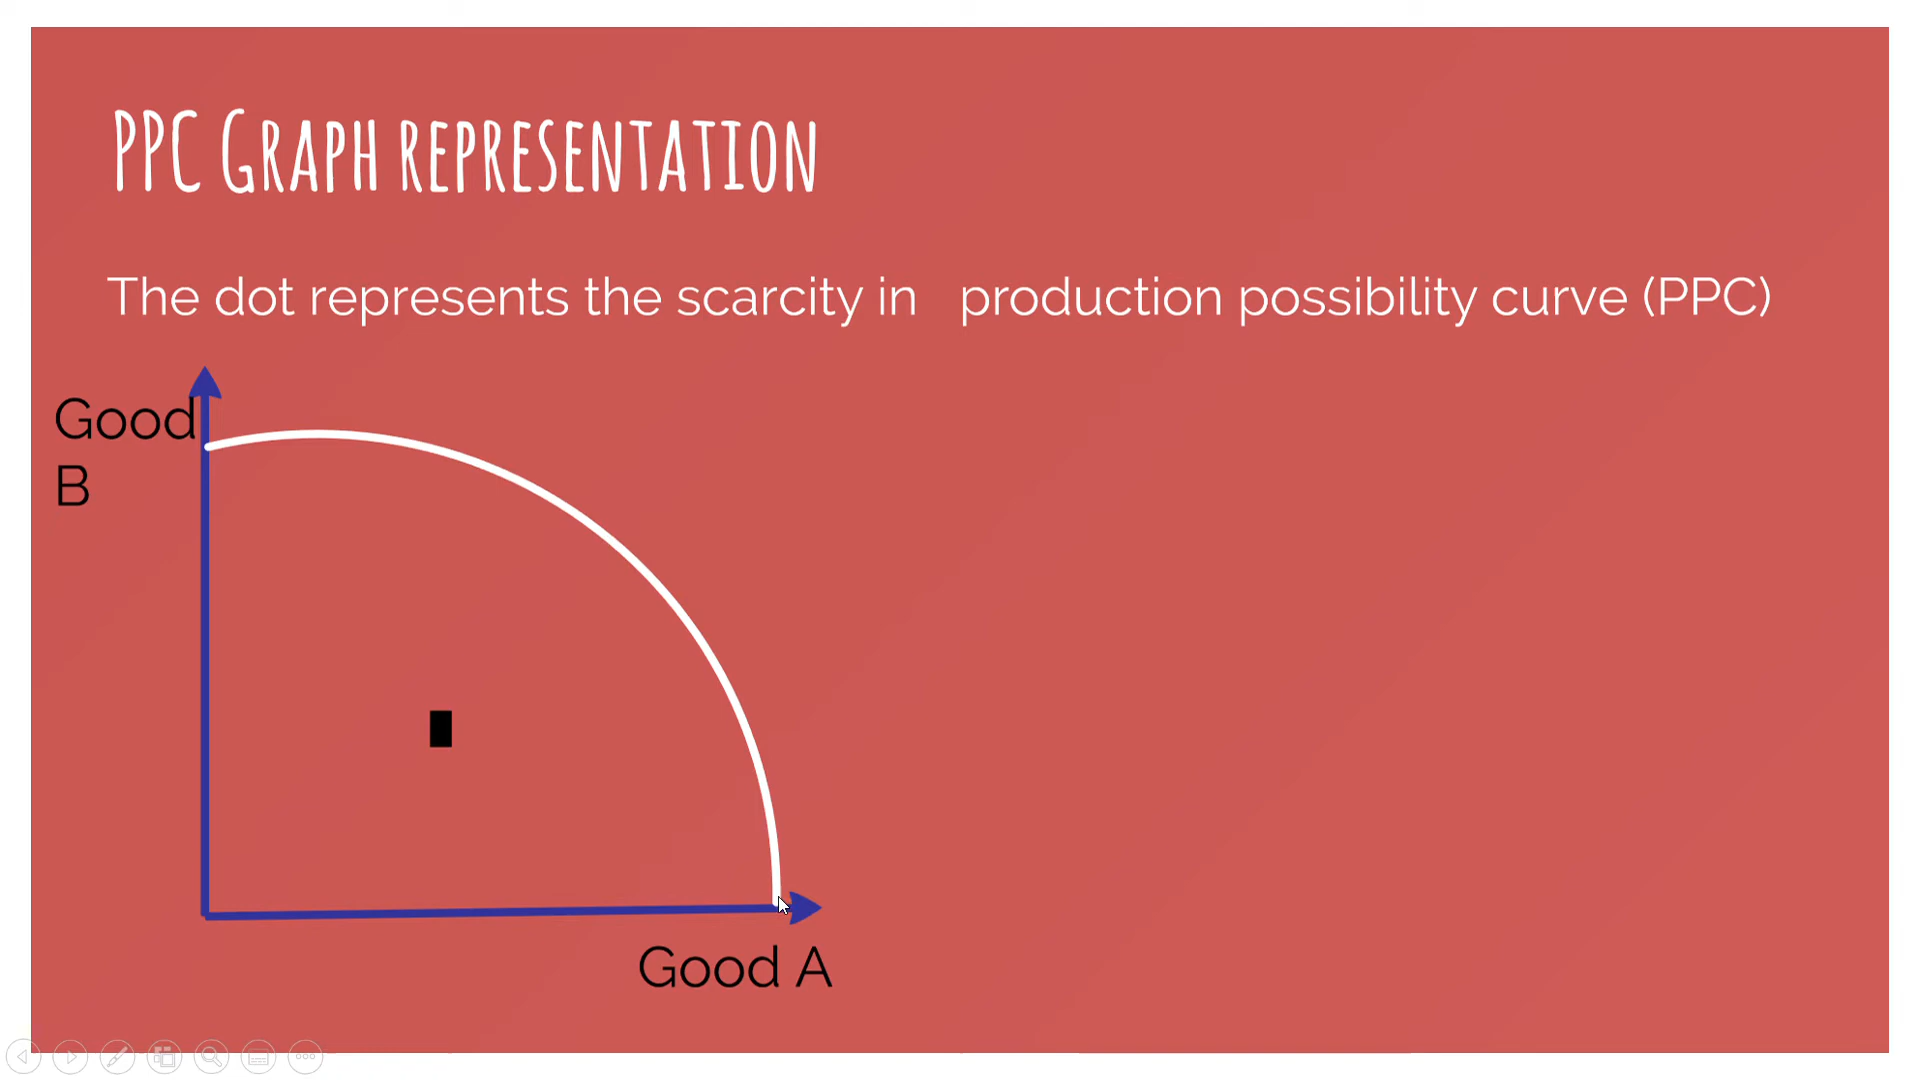 PPC Graph representation
The dot represents the scarcity in production possibility curve (PPC)
Good
B
Good A